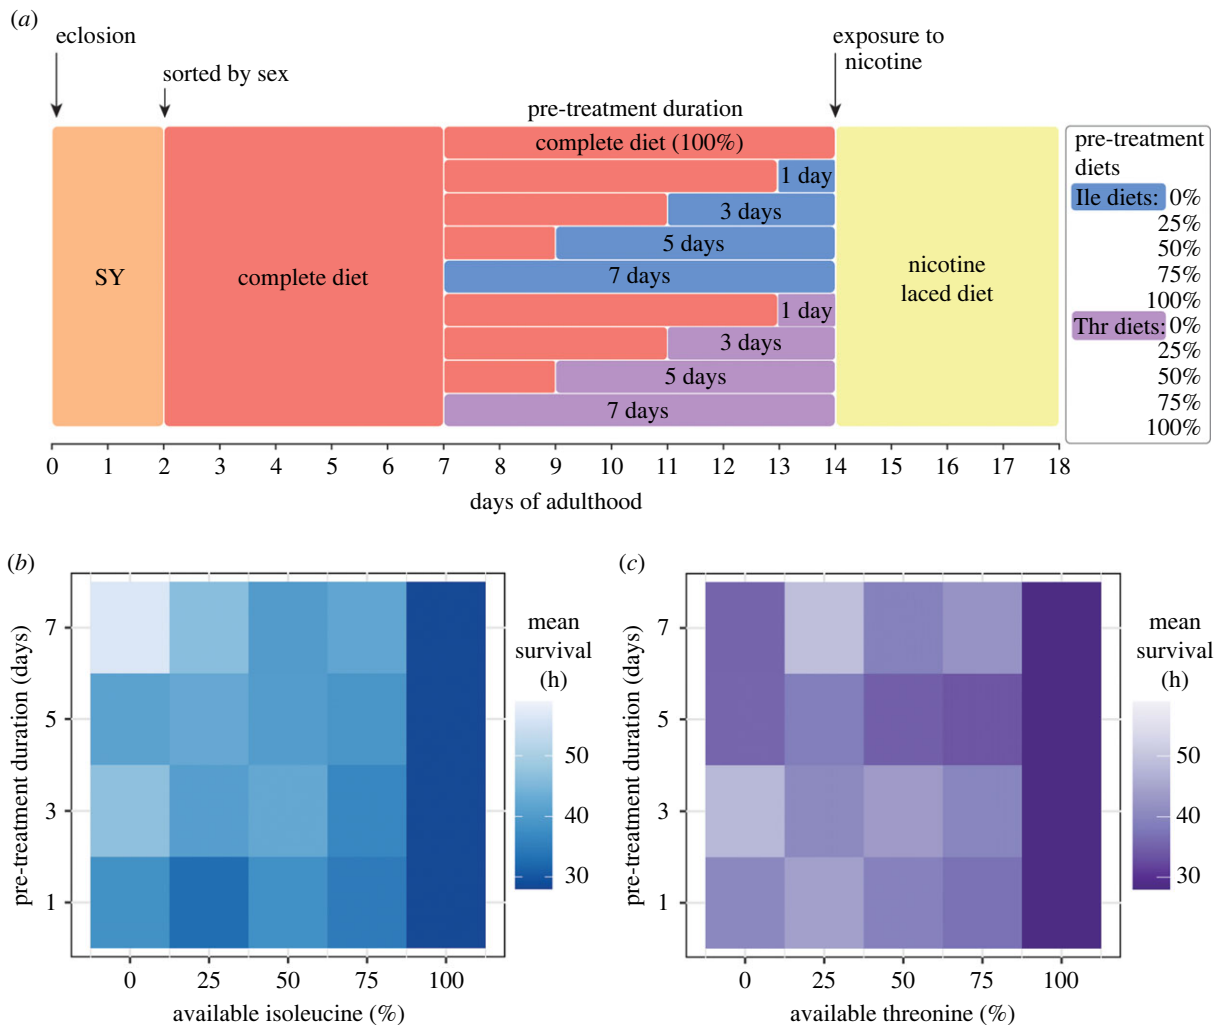 (a)
eclosion
sorted by sex
exposure to
nicotine
pre-treatment duration
complete diet (100%)
1 day
3 days
5 days
7 days
1 day
3 days
5 days
7 days
SY
complete diet
nicotine
laced diet
pre-treatment
diets
Ile diets: 0%
25%
50%
75%
100%
Thr diets: 0%
25%
50%
75%
100%
0 1 2 3 4 5 6 7 8 9 10 11 12 13 14 15 16 17 18
days of adulthood
(b)
pre-treatment duration (days)
7
5
3
1
0 25 50 75 100
available isoleucine (%)
mean
survival
(h)
50
40
30
(c)
pre-treatment duration (days)
7
5
3
1
0 25 50 75 100
available threonine (%)
mean
survival
(h)
50
40
30